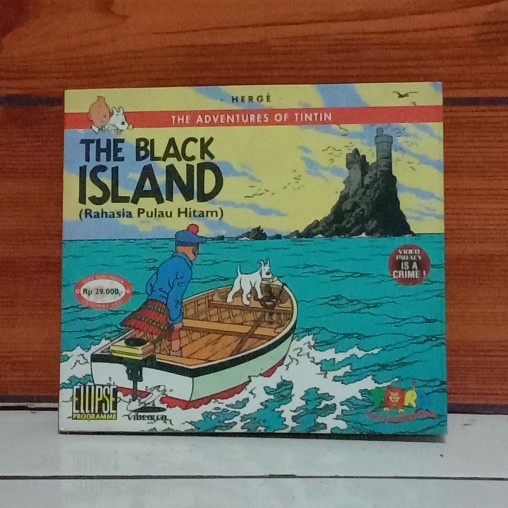 HERGÉ
THE ADVENTURES OF TINTIN
THE BLACK
ISLAND
(Rahasia Pulau Hitam)
VIDEO
PIRACY
IS A
CRIME!
Rp 29.000,-
ELLIPSE
PROGRAMME